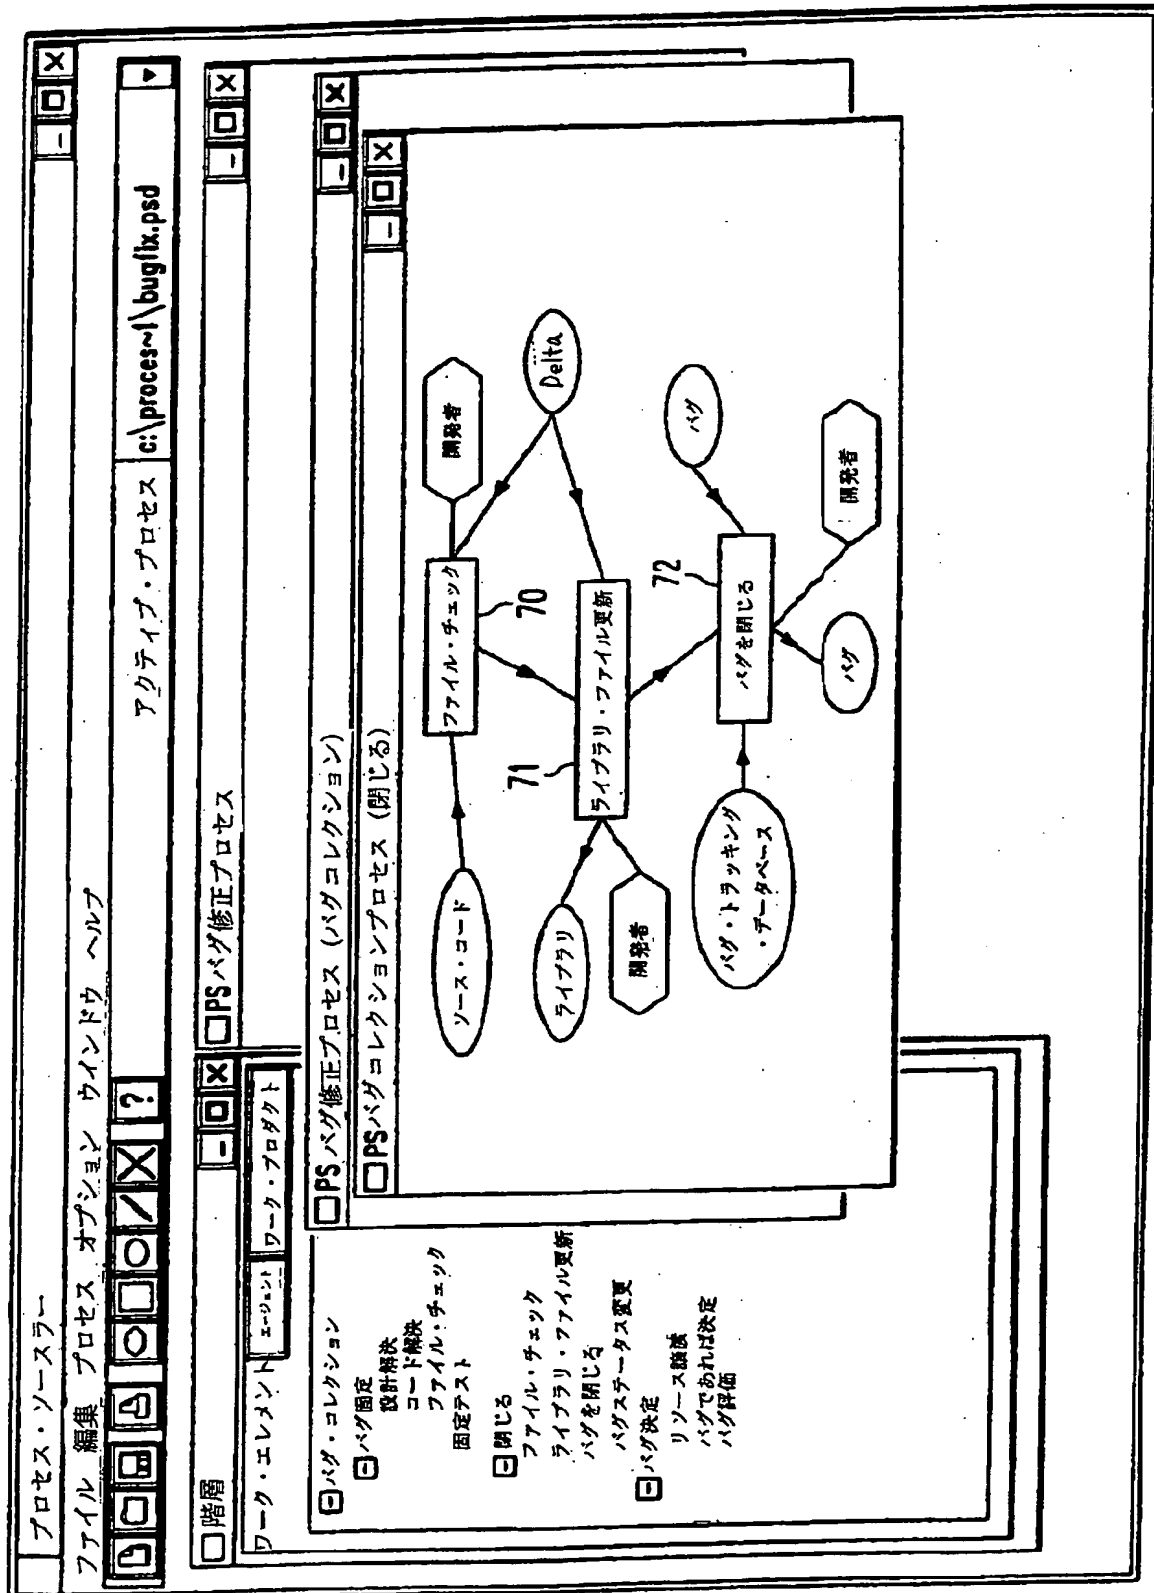 プロセス・ソースラー
ファイル 編集 プロセス オプション ウインドウ ヘルプ
?
アクティブ・プロセス c:\proces~1\bugfix.psd
階層
ワーク・エレメント エージェント ワーク・プロダクト
バグ・コレクション
バグ固定
設計解決
コード解決
ファイル・チェック
固定テスト
閉じる
ファイル・チェック
ライブラリ・ファイル更新
バグを閉じる
バグステータス変更
バグ決定
リソース譲渡
バグであれば決定
バグ評価
PSバグ修正プロセス
PSバグ修正プロセス (バグコレクション)
PSバグコレクションプロセス (閉じる)
ソース・コード
ファイル・チェック
70
開発者
Delta
ライブラリ
開発者
71
ライブラリ・ファイル更新
バグ・トラッキング
・データベース
72
バグを閉じる
バグ
バグ
開発者